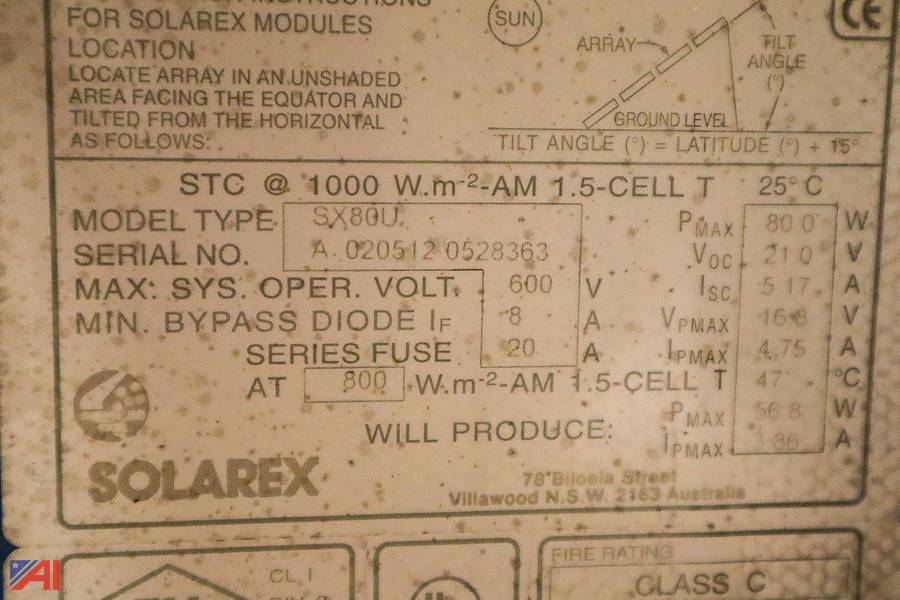 FOR SOLAREX MODULES
LOCATION
LOCATE ARRAY IN AN UNSHADED
AREA FACING THE EQUATOR AND
TILTED FROM THE HORIZONTAL
AS FOLLOWS:
SUN
ARRAY
TILT
ANGLE
(°)
GROUND LEVEL
TILT ANGLE (°) = LATITUDE (°) + 15°
CE
STC @ 1000 W.m-2-AM 1.5-CELL T 25° C
MODEL TYPE SX80U
SERIAL NO. A 020512 0528363
MAX: SYS. OPER. VOLT. 600 V
MIN. BYPASS DIODE IF 8 A
SERIES FUSE 20 A
PMAX 80 0 W
VOC 21 0 V
ISC 5 17 A
VPMAX 16 8 V
IPMAX 4.75 A
AT 800 W.m-2-AM 1.5-CELL T 47 °C
WILL PRODUCE:
PMAX 56 8 W
IPMAX 3 86 A
SOLAREX
78 Biloela Street
Villawood N.S.W. 2163 Australia
CL I
FIRE RATING
CLASS C
AI